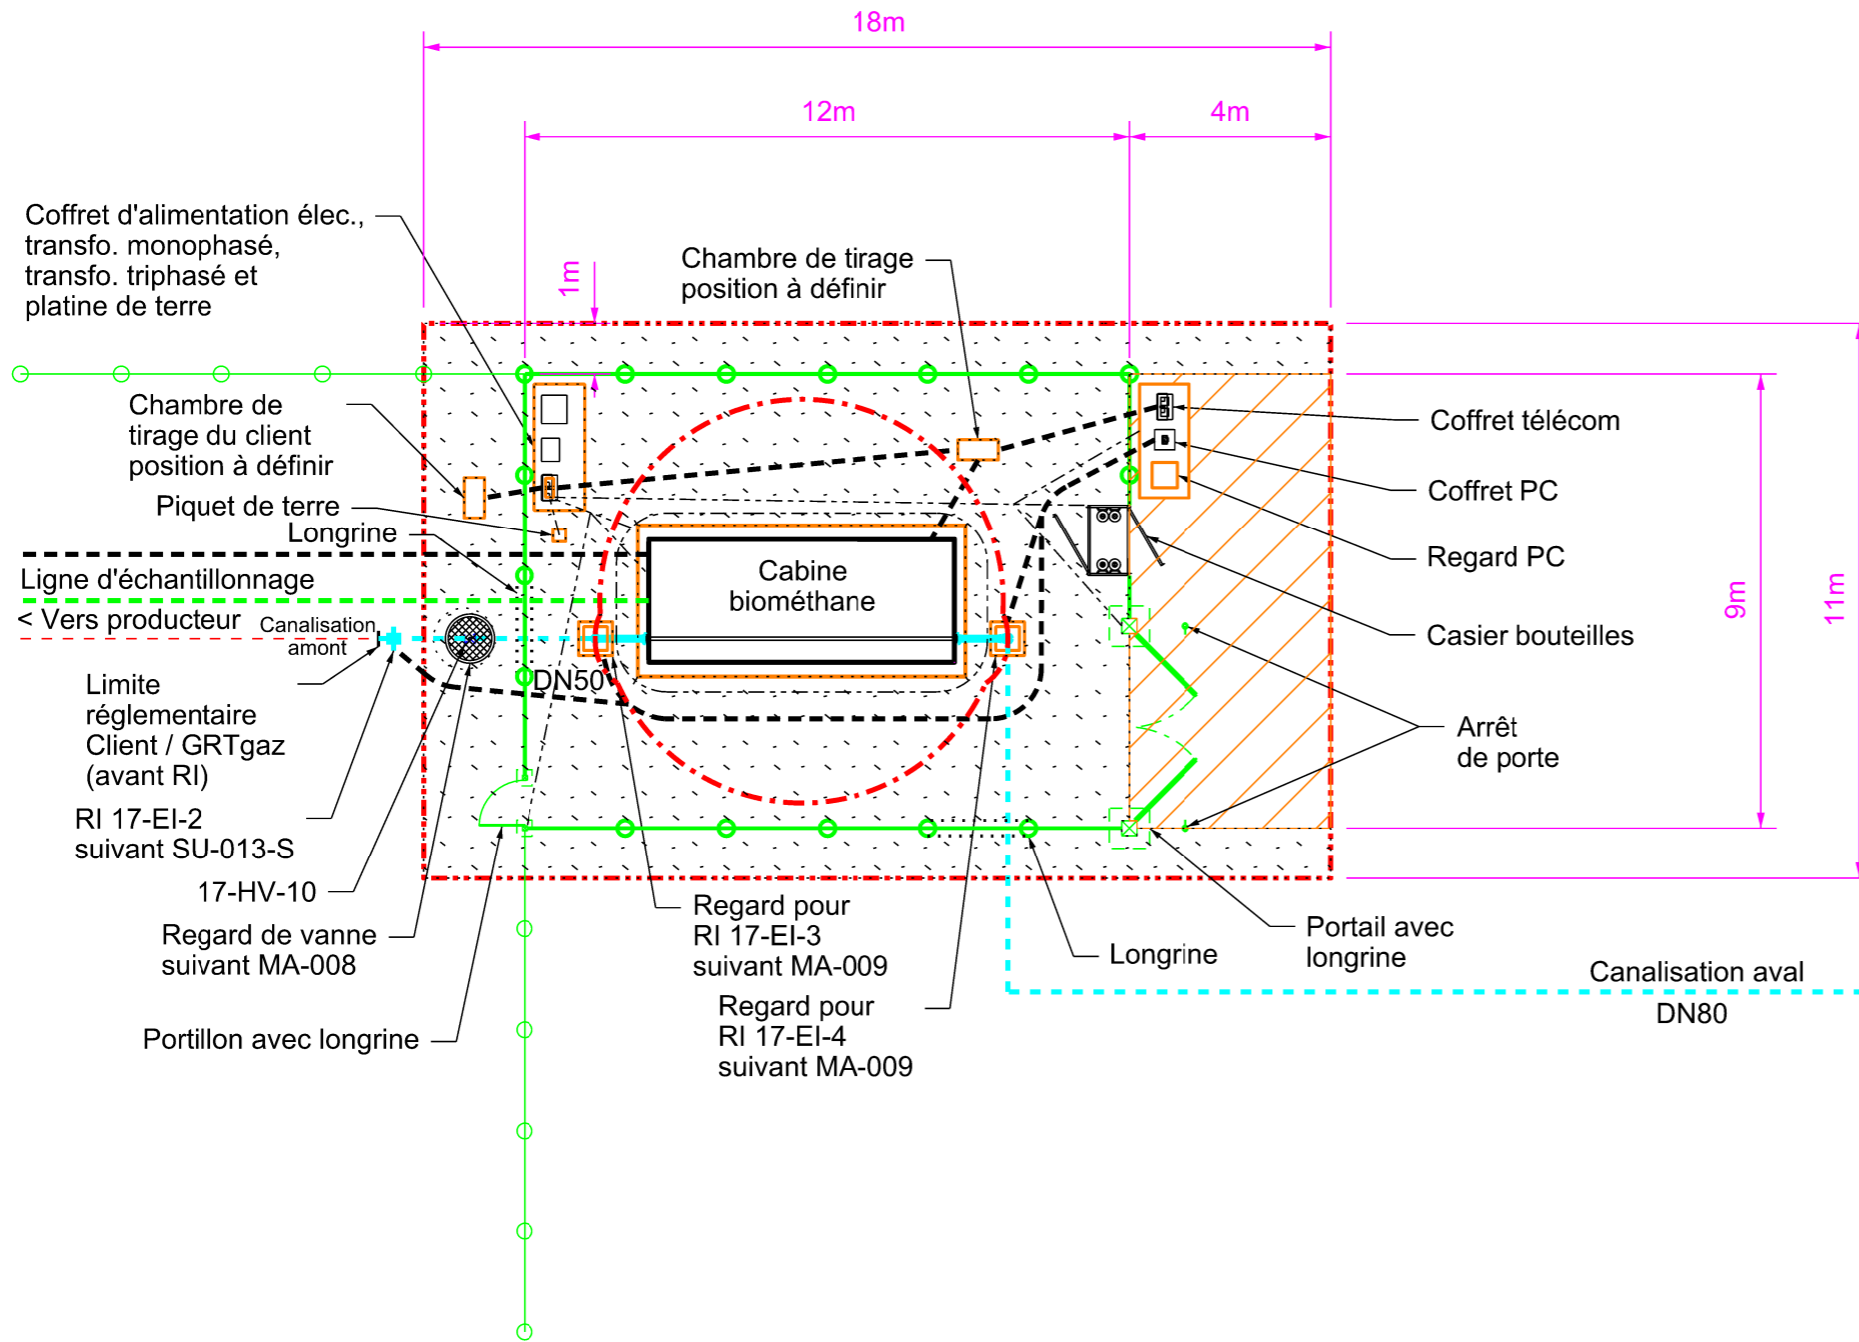 18m
12m
4m
Coffret d'alimentation élec.,
transfo. monophasé,
transfo. triphasé et
platine de terre
1m
Chambre de tirage
position à définir
Chambre de
tirage du client
position à définir
Piquet de terre
Longrine
Ligne d'échantillonnage
< Vers producteur
Canalisation
amont
Cabine
biométhane
DN50
Coffret télécom
Coffret PC
Regard PC
Casier bouteilles
9m
11m
Arrêt
de porte
Limite
réglementaire
Client / GRTgaz
(avant RI)
RI 17-EI-2
suivant SU-013-S
17-HV-10
Regard de vanne
suivant MA-008
Portillon avec longrine
Regard pour
RI 17-EI-3
suivant MA-009
Regard pour
RI 17-EI-4
suivant MA-009
Longrine
Portail avec
longrine
Canalisation aval
DN80